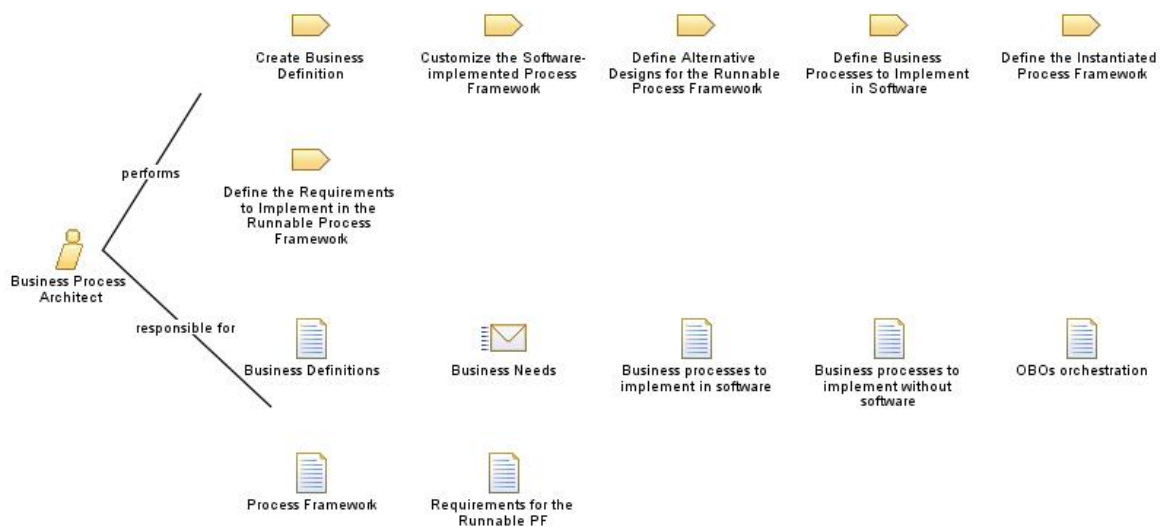 Create Business
Definition
Customize the Software-
implemented Process
Framework
Define Alternative
Designs for the Runnable
Process Framework
Define Business
Processes to Implement
in Software
Define the Instantiated
Process Framework
performs
Define the Requirements
to Implement in the
Runnable Process
Framework
Business Process
Architect
responsible for
Business Definitions
Business Needs
Business processes to
implement in software
Business processes to
implement without
software
OBOs orchestration
Process Framework
Requirements for the
Runnable PF